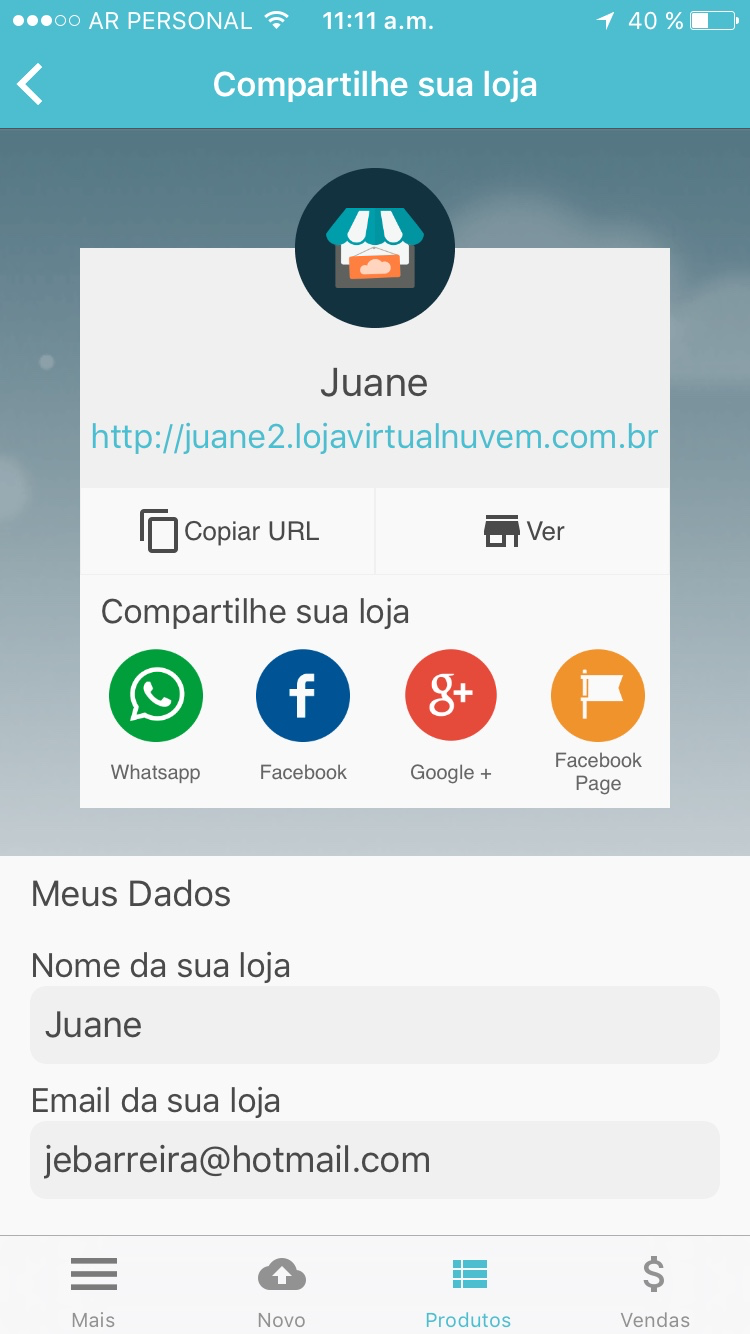 AR PERSONAL 11:11 a.m. 40 %
Compartilhe sua loja
Juane
http://juane2.lojavirtualnuvem.com.br
Copiar URL Ver
Compartilhe sua loja
Whatsapp Facebook Google + Facebook Page
Meus Dados
Nome da sua loja
Juane
Email da sua loja
jebarreira@hotmail.com
Mais Novo Produtos Vendas